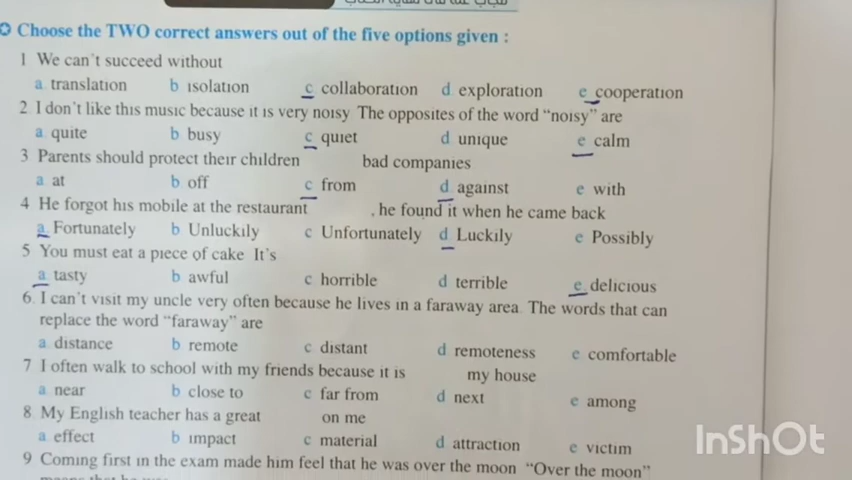 ✪ Choose the TWO correct answers out of the five options given :
1 We can't succeed without
a translation b isolation c collaboration d exploration e cooperation
2 I don't like this music because it is very noisy The opposites of the word "noisy" are
a quite b busy c quiet d unique e calm
3 Parents should protect their children bad companies
a at b off c from d against e with
4 He forgot his mobile at the restaurant , he found it when he came back
a Fortunately b Unluckily c Unfortunately d Luckily e Possibly
5 You must eat a piece of cake It's
a tasty b awful c horrible d terrible e delicious
6. I can't visit my uncle very often because he lives in a faraway area The words that can
replace the word "faraway" are
a distance b remote c distant d remoteness e comfortable
7 I often walk to school with my friends because it is my house
a near b close to c far from d next e among
8 My English teacher has a great on me
a effect b impact c material d attraction e victim
9 Coming first in the exam made him feel that he was over the moon "Over the moon"
InShOt